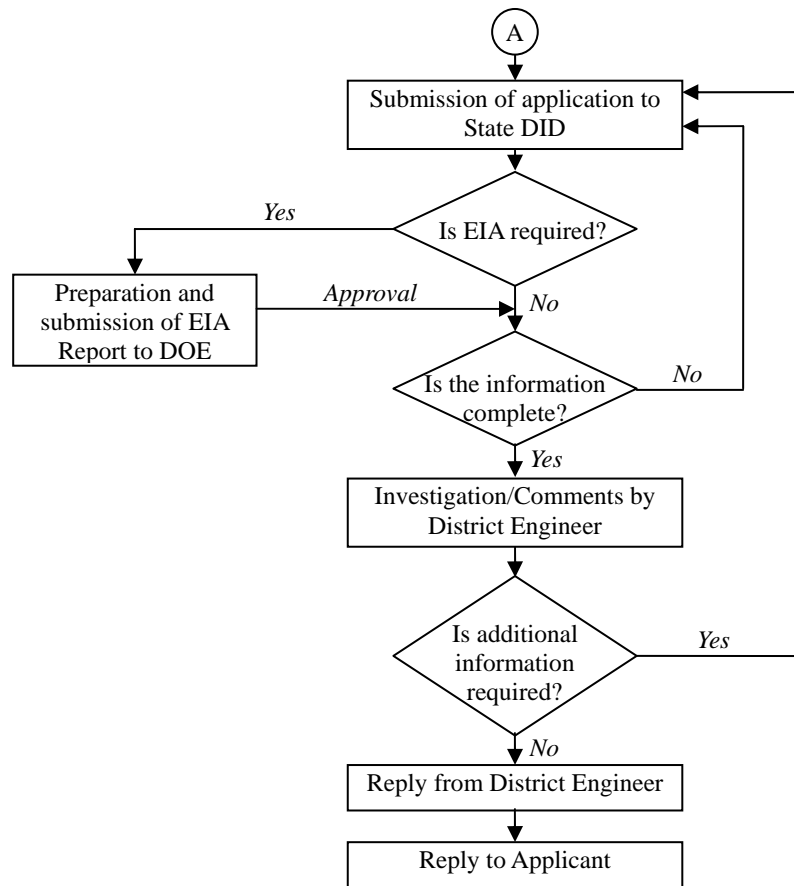 A
Submission of application to
State DID
Yes
Is EIA required?
Preparation and
submission of EIA
Report to DOE
Approval
No
Is the information
complete?
No
Yes
Investigation/Comments by
District Engineer
Is additional
information
required?
Yes
No
Reply from District Engineer
Reply to Applicant